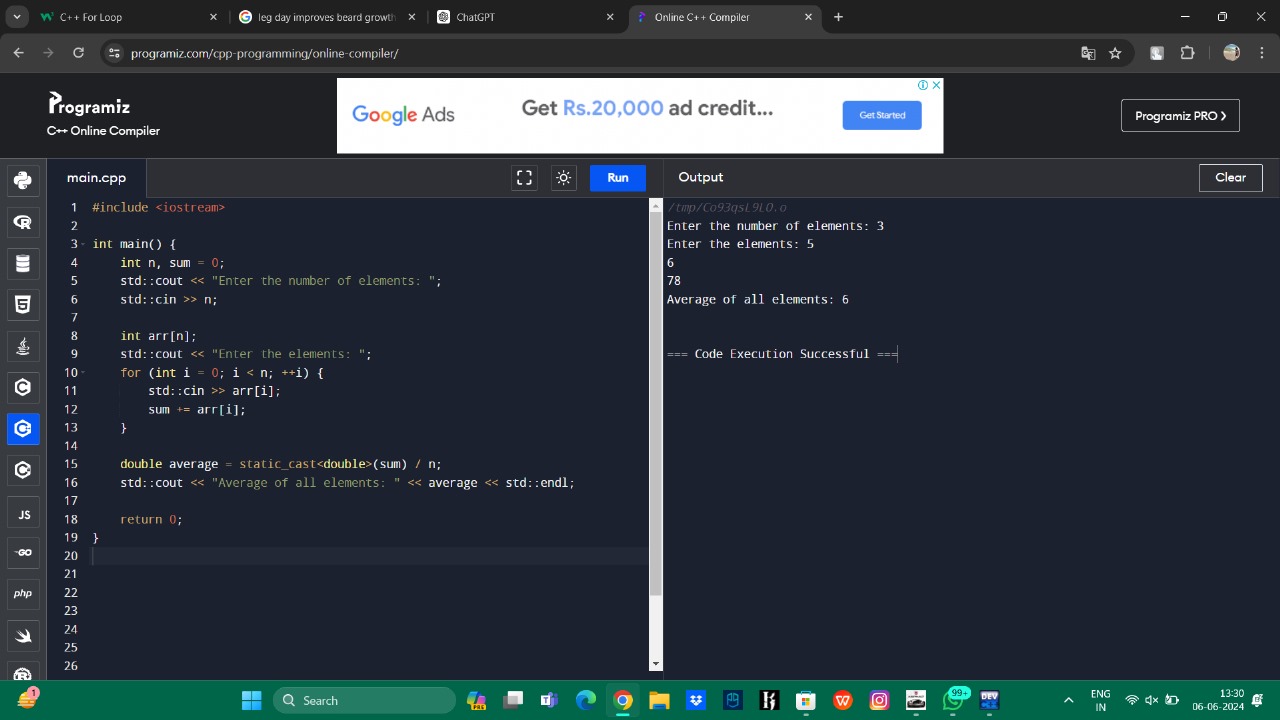 C++ For Loop
leg day improves beard growth
ChatGPT
Online C++ Compiler
programiz.com/cpp-programming/online-compiler/
Programiz
C++ Online Compiler
Google Ads
Get Rs.20,000 ad credit...
Get Started
Programiz PRO
main.cpp
Run
Output
Clear
1 #include <iostream>
2
3 int main() {
4 int n, sum = 0;
5 std::cout << "Enter the number of elements: ";
6 std::cin >> n;
7
8 int arr[n];
9 std::cout << "Enter the elements: ";
10 for (int i = 0; i < n; ++i) {
11 std::cin >> arr[i];
12 sum += arr[i];
13 }
14
15 double average = static_cast<double>(sum) / n;
16 std::cout << "Average of all elements: " << average << std::endl;
17
18 return 0;
19 }
20
21
22
23
24
25
26
/tmp/Co93qsL9LO.o
Enter the number of elements: 3
Enter the elements: 5
6
78
Average of all elements: 6
=== Code Execution Successful ===
JS
GO
php
1
Search
PRE
99+
DEV
ENG
IN
13:30
06-06-2024